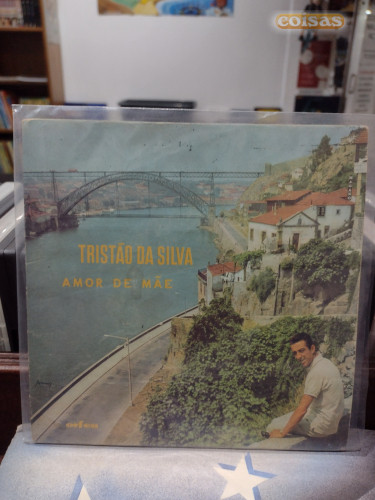 coisas
TRISTÃO DA SILVA
AMOR DE MÃE